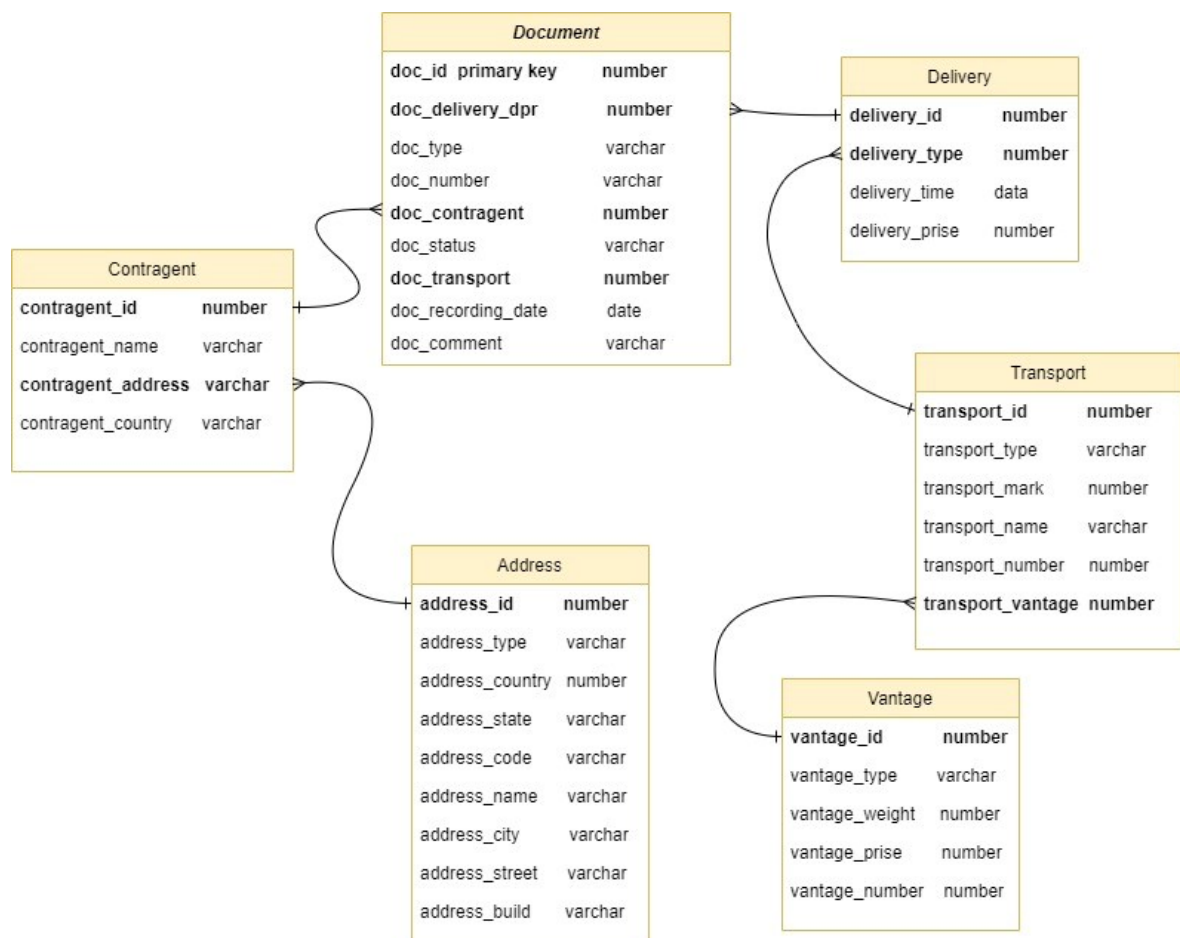 Document
doc_id primary key number
doc_delivery_dpr number
doc_type varchar
doc_number varchar
doc_contragent number
doc_status varchar
doc_transport number
doc_recording_date date
doc_comment varchar
Delivery
delivery_id number
delivery_type number
delivery_time data
delivery_prise number
Contragent
contragent_id number
contragent_name varchar
contragent_address varchar
contragent_country varchar
Transport
transport_id number
transport_type varchar
transport_mark number
transport_name varchar
transport_number number
transport_vantage number
Address
address_id number
address_type varchar
address_country number
address_state varchar
address_code varchar
address_name varchar
address_city varchar
address_street varchar
address_build varchar
Vantage
vantage_id number
vantage_type varchar
vantage_weight number
vantage_prise number
vantage_number number